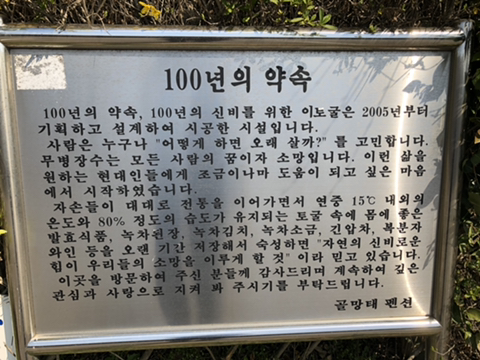 100년의 약속
100년의 약속, 100년의 신비를 위한 이토굴은 2005년부터
기획하고 설계하여 시공한 시설입니다.
사람은 누구나 "어떻게 하면 오래 살까?" 를 고민합니다.
무병장수는 모든 사람의 꿈이자 소망입니다. 이런 삶을
원하는 현대인들에게 조금이나마 도움이 되고 싶은 마음
에서 시작하였습니다.
자손들이 대대로 전통을 이어가면서 연중 15℃ 내외의
온도와 80% 정도의 습도가 유지되는 토굴 속에 몸에 좋은
발효식품, 녹차된장, 녹차김치, 녹차소금, 긴압차, 복분자
와인 등을 오랜 기간 저장해서 숙성하면 "자연의 신비로운
힘이 우리들의 소망을 이루게 할 것" 이라 믿고 있습니다.
이곳을 방문하여 주신 분들께 감사드리며 계속하여 깊은
관심과 사랑으로 지켜 봐 주시기를 부탁드립니다.
골망태 펜션